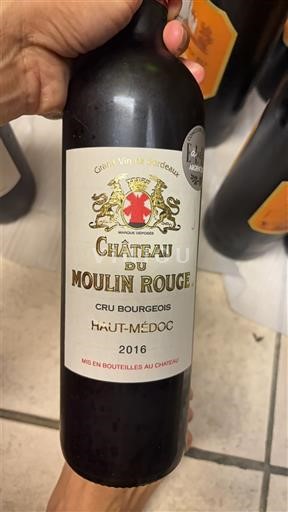 Grand Vin de Bordeaux
MARQUE DÉPOSÉE
CHÂTEAU
DU
MOULIN ROUGE
CRU BOURGEOIS
HAUT-MÉDOC
2016
MIS EN BOUTEILLES AU CHATEAU